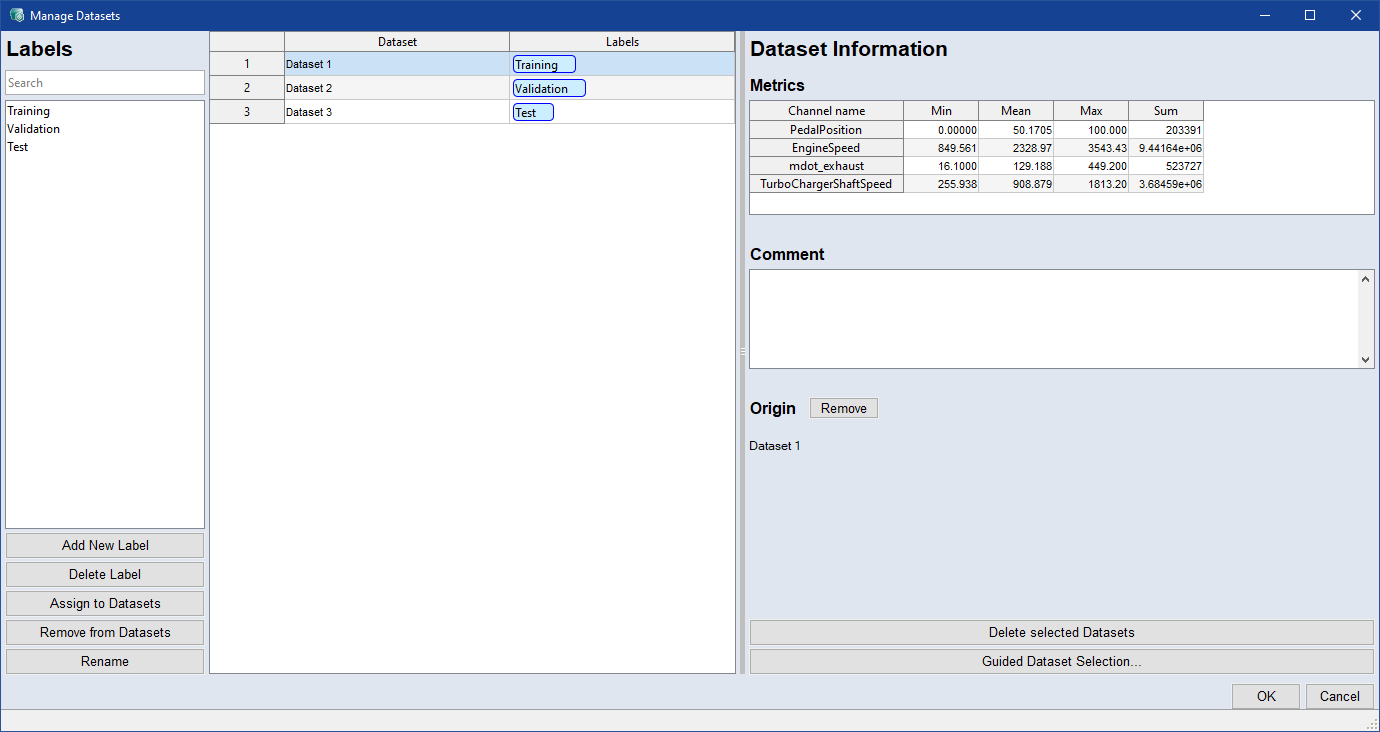 Manage Datasets
Labels
Search
Training
Validation
Test
Add New Label
Delete Label
Assign to Datasets
Remove from Datasets
Rename
Dataset Labels
1 Dataset 1 Training
2 Dataset 2 Validation
3 Dataset 3 Test
Dataset Information
Metrics
Channel name Min Mean Max Sum
PedalPosition 0.00000 50.1705 100.000 203391
EngineSpeed 849.561 2328.97 3543.43 9.44164e+06
mdot_exhaust 16.1000 129.188 449.200 523727
TurboChargerShaftSpeed 255.938 908.879 1813.20 3.68459e+06
Comment
Origin Remove
Dataset 1
Delete selected Datasets
Guided Dataset Selection...
OK Cancel